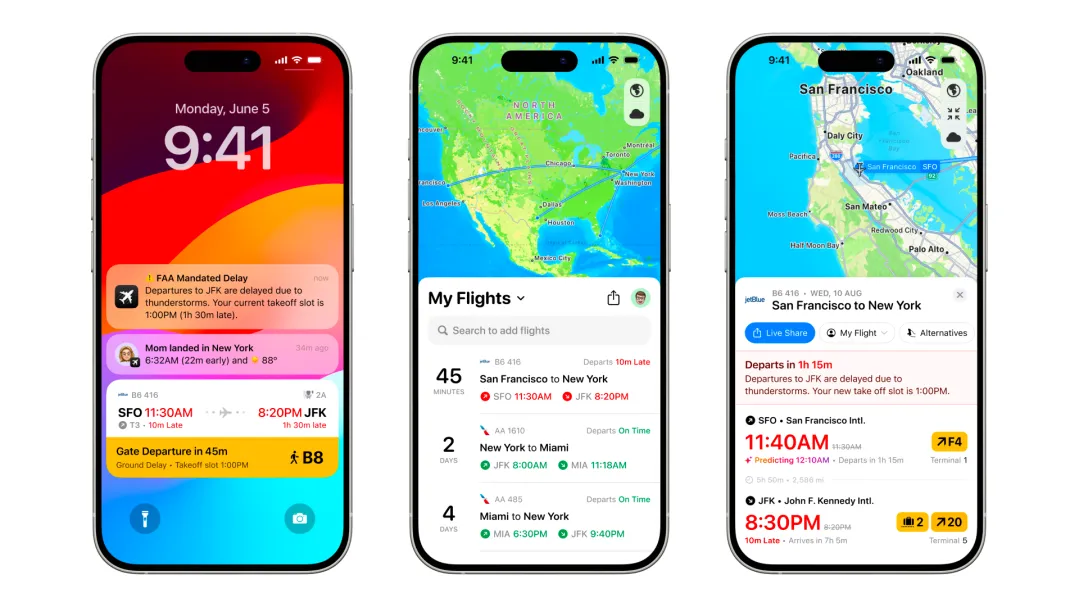 Monday, June 5
9:41
⚠️ FAA Mandated Delay
now
Departures to JFK are delayed due to
thunderstorms. Your current takeoff slot is
1:00PM (1h 30m late).
Mom landed in New York
34m ago
6:32AM (22m early) and ☀️ 88°
B6 416
2A
SFO 11:30AM
8:20PM JFK
T3 • 10m Late
1h 30m late
Gate Departure in 45m
Ground Delay • Takeoff slot 1:00PM
B8
9:41
NORTH
AMERICA
Montréal
Toronto
Chicago
New York
Washington
Los Angeles
Dallas
Houston
Mexico City
My Flights
Search to add flights
45
MINUTES
B6 416
Departs 10m Late
San Francisco to New York
SFO 11:30AM
JFK 8:20PM
2
DAYS
AA 1610
Departs On Time
New York to Miami
JFK 8:00AM
MIA 11:18AM
4
DAYS
AA 485
Departs On Time
Miami to New York
MIA 6:30PM
JFK 9:40PM
9:41
Oakland
San Francisco
Daly City
San
Francisco
Bay
Pacifica
280
San Francisco SFO
92
San Mateo
Moss Beach
Redwood City
Half Moon Bay
Palo Alto
jetBlue
B6 416 • WED, 10 AUG
San Francisco to New York
Live Share
My Flight
Alternatives
Departs in 1h 15m
Departures to JFK are delayed due to
thunderstorms. Your new take off slot is 1:00PM.
SFO • San Francisco Intl.
11:40AM 11:30AM
F4
Predicting 12:10AM • Departs in 1h 15m
Terminal 1
5h 50m • 2,586 mi
JFK • John F. Kennedy Intl.
8:30PM 8:20PM
2
20
10m Late • Arrives in 7h 5m
Terminal 5